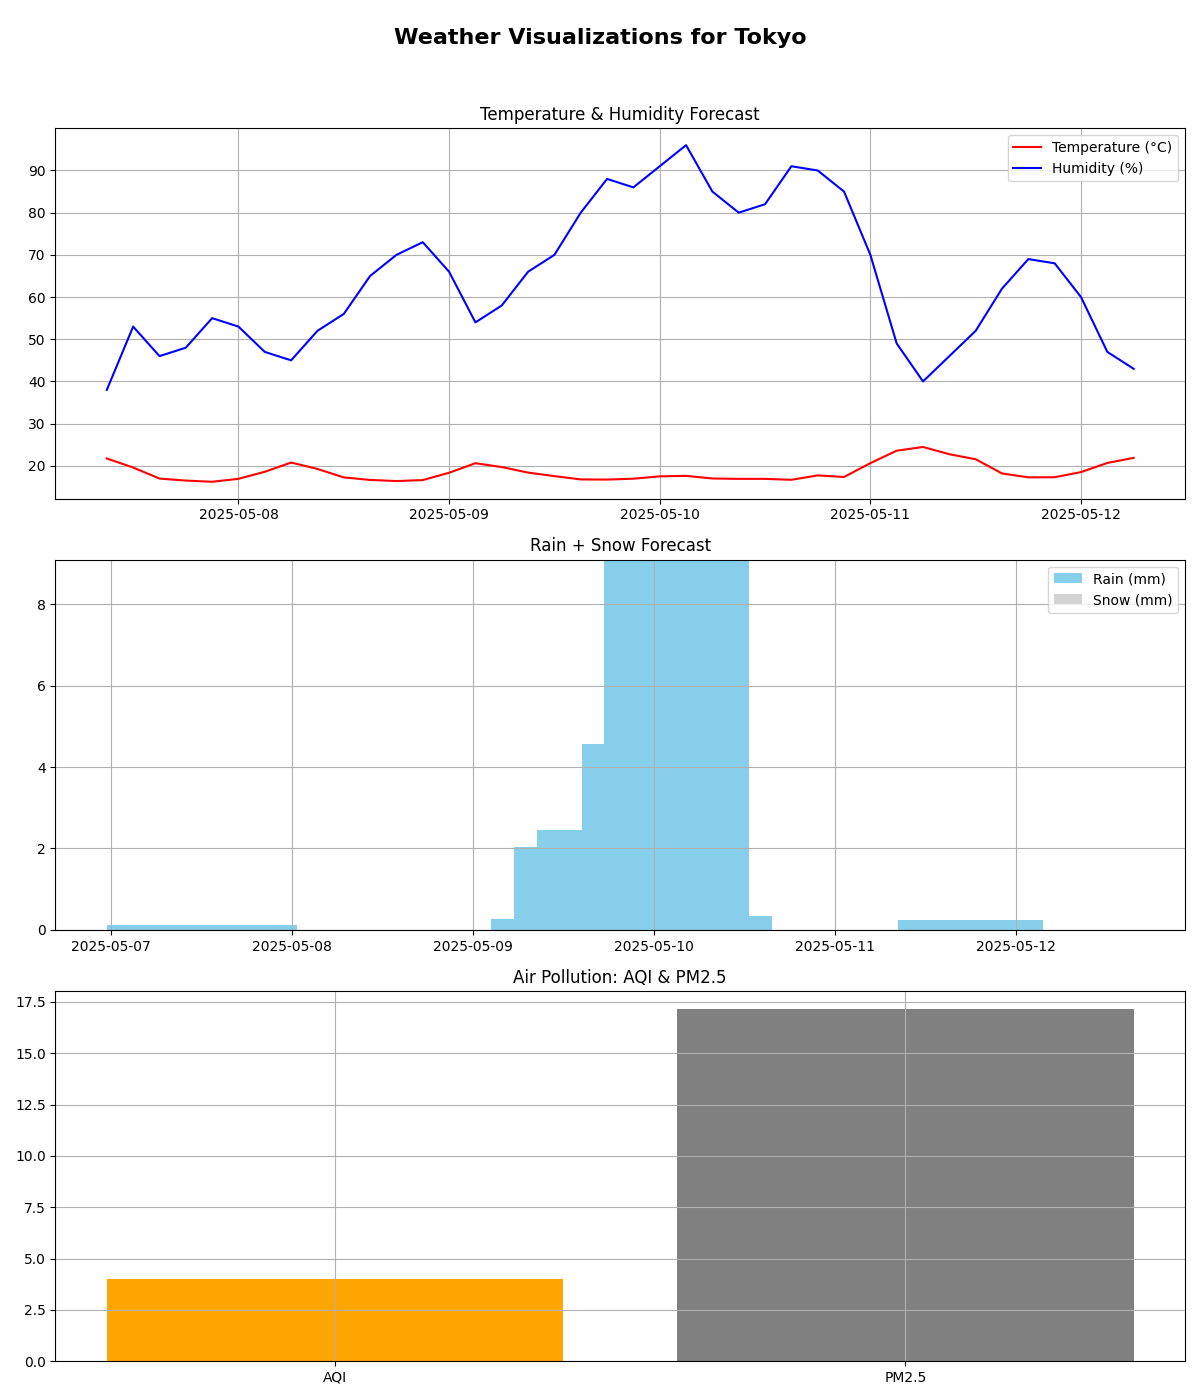 Weather Visualizations for Tokyo
Temperature & Humidity Forecast
Temperature (°C)
Humidity (%)
90
80
70
60
50
40
30
20
2025-05-08 2025-05-09 2025-05-10 2025-05-11 2025-05-12
Rain + Snow Forecast
Rain (mm)
Snow (mm)
8
6
4
2
0
2025-05-07 2025-05-08 2025-05-09 2025-05-10 2025-05-11 2025-05-12
Air Pollution: AQI & PM2.5
17.5
15.0
12.5
10.0
7.5
5.0
2.5
0.0
AQI PM2.5